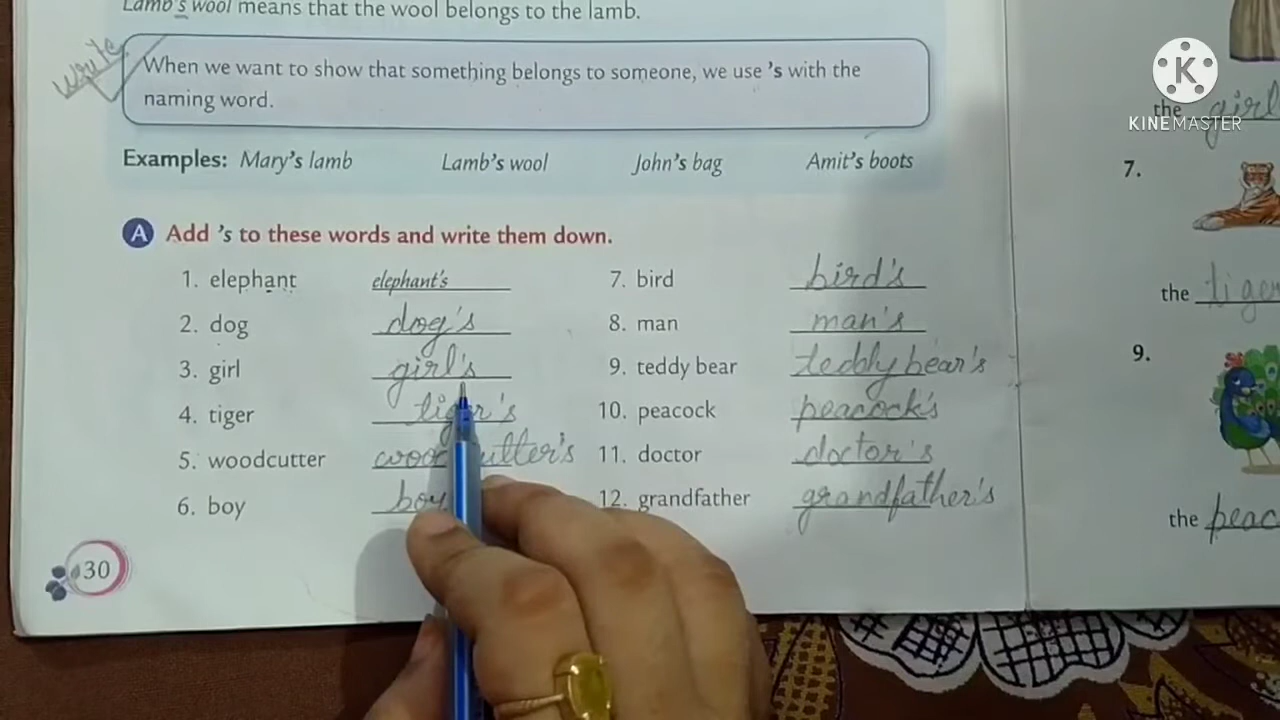 Lamb's wool means that the wool belongs to the lamb.
write
When we want to show that something belongs to someone, we use 's with the
naming word.
Examples: Mary's lamb Lamb's wool John's bag Amit's boots
A Add 's to these words and write them down.
1. elephant elephant's
2. dog dog's
3. girl girl's
4. tiger tiger's
5. woodcutter
6. boy boy
7. bird bird's
8. man man's
9. teddy bear teddy bear's
10. peacock peacock's
11. doctor doctor's
12. grandfather grandfather's
30
K
KINEMASTER
the girl
7.
the tiger
9.
the peac